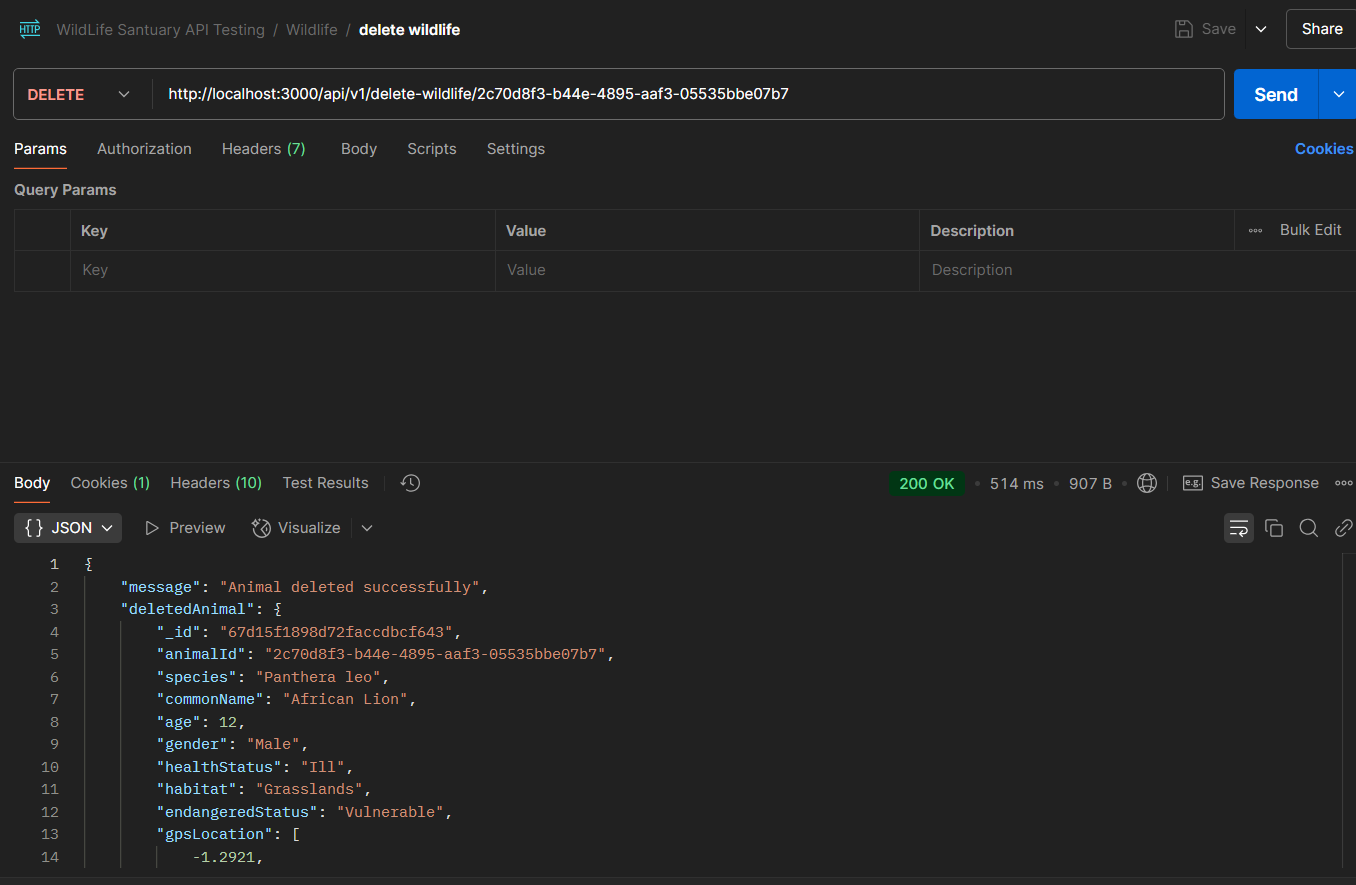 HTTP WildLife Santuary API Testing / Wildlife / delete wildlife Save Share
DELETE http://localhost:3000/api/v1/delete-wildlife/2c70d8f3-b44e-4895-aaf3-05535bbe07b7 Send
Params Authorization Headers (7) Body Scripts Settings Cookies
Query Params
Key Value Description Bulk Edit
Key Value Description
Body Cookies (1) Headers (10) Test Results 200 OK • 514 ms • 907 B • e.g. Save Response
{} JSON Preview Visualize
1 {
2 "message": "Animal deleted successfully",
3 "deletedAnimal": {
4 "_id": "67d15f1898d72faccdbcf643",
5 "animalId": "2c70d8f3-b44e-4895-aaf3-05535bbe07b7",
6 "species": "Panthera leo",
7 "commonName": "African Lion",
8 "age": 12,
9 "gender": "Male",
10 "healthStatus": "Ill",
11 "habitat": "Grasslands",
12 "endangeredStatus": "Vulnerable",
13 "gpsLocation": [
14 -1.2921,